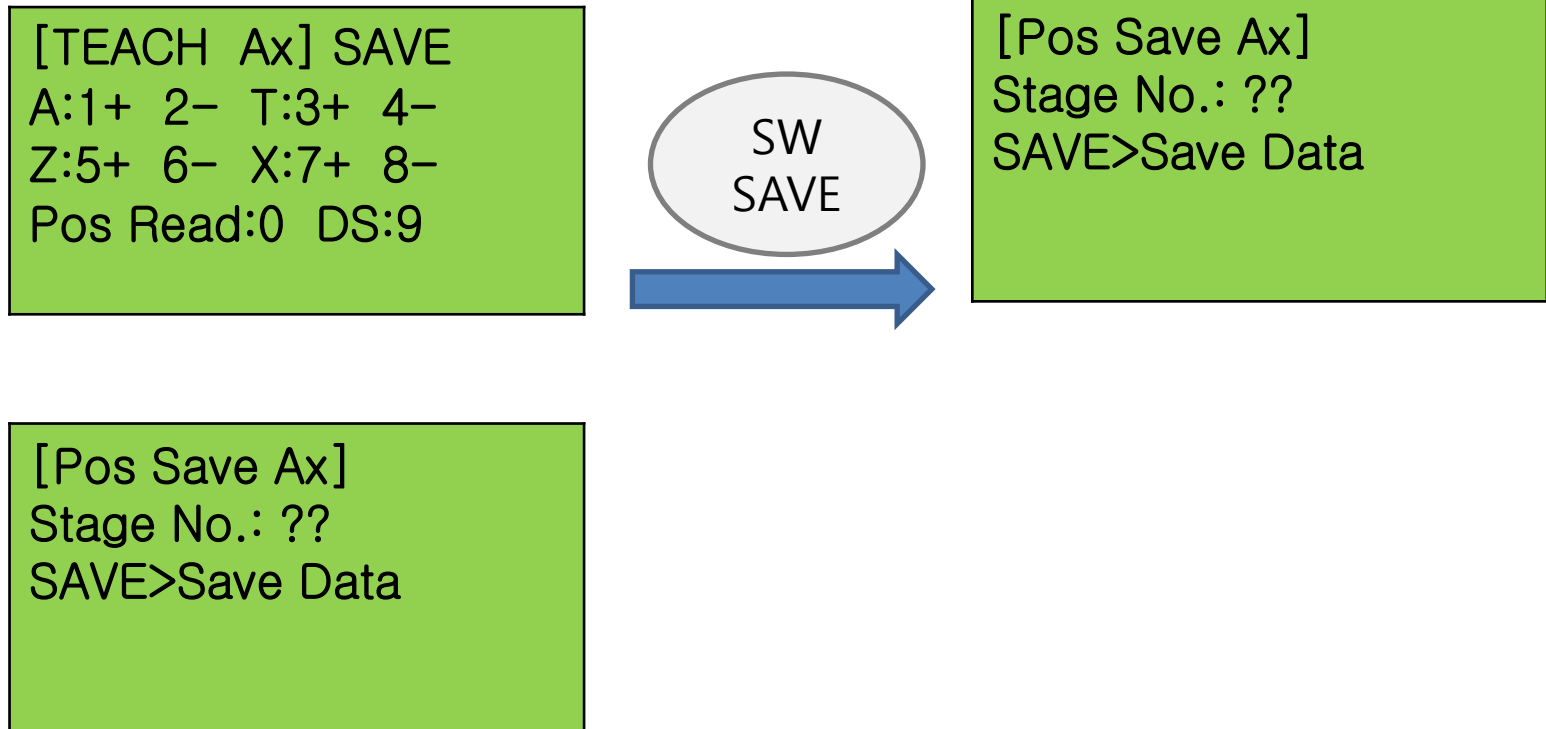 [TEACH  Ax] SAVE
A:1+  2-  T:3+  4-
Z:5+  6-  X:7+  8-
Pos Read:0  DS:9
SW
SAVE
[Pos Save Ax]
Stage No.: ??
SAVE>Save Data
[Pos Save Ax]
Stage No.: ??
SAVE>Save Data